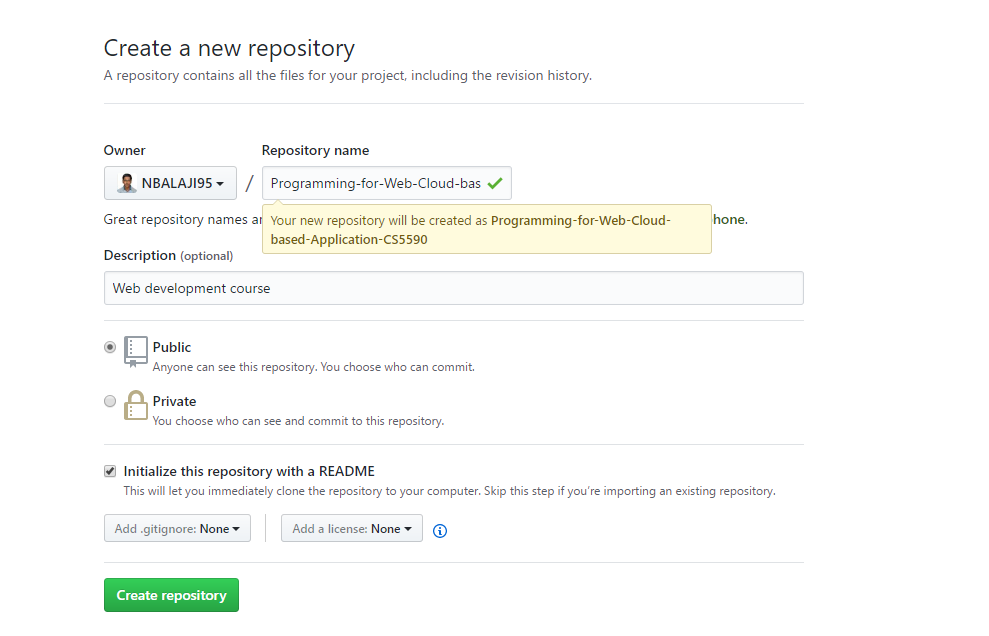 Create a new repository
A repository contains all the files for your project, including the revision history.
Owner
Repository name
NBALAJI95
/
Programming-for-Web-Cloud-bas
Great repository names
Your new repository will be created as Programming-for-Web-Cloud-
based-Application-CS5590
Description (optional)
Web development course
Public
Anyone can see this repository. You choose who can commit.
Private
You choose who can see and commit to this repository.
Initialize this repository with a README
This will let you immediately clone the repository to your computer. Skip this step if you're importing an existing repository.
Add .gitignore: None
Add a license: None
Create repository